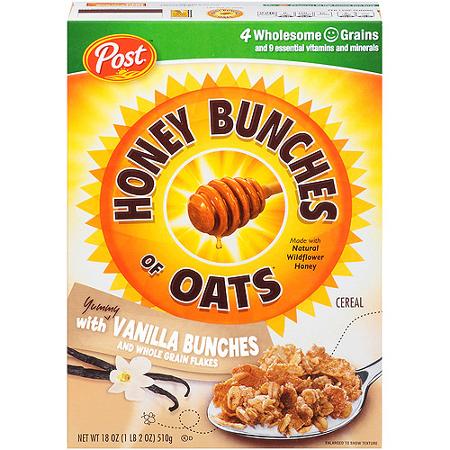 Post
4 Wholesome Grains
and 9 essential vitamins and minerals
HONEY BUNCHES
OF
OATS
Made with
Natural
Wildflower
Honey
CEREAL
Yummy
with VANILLA BUNCHES
AND WHOLE GRAIN FLAKES
NET WT 18 OZ (1 LB 2 OZ) 510g
D
ENLARGED TO SHOW TEXTURE